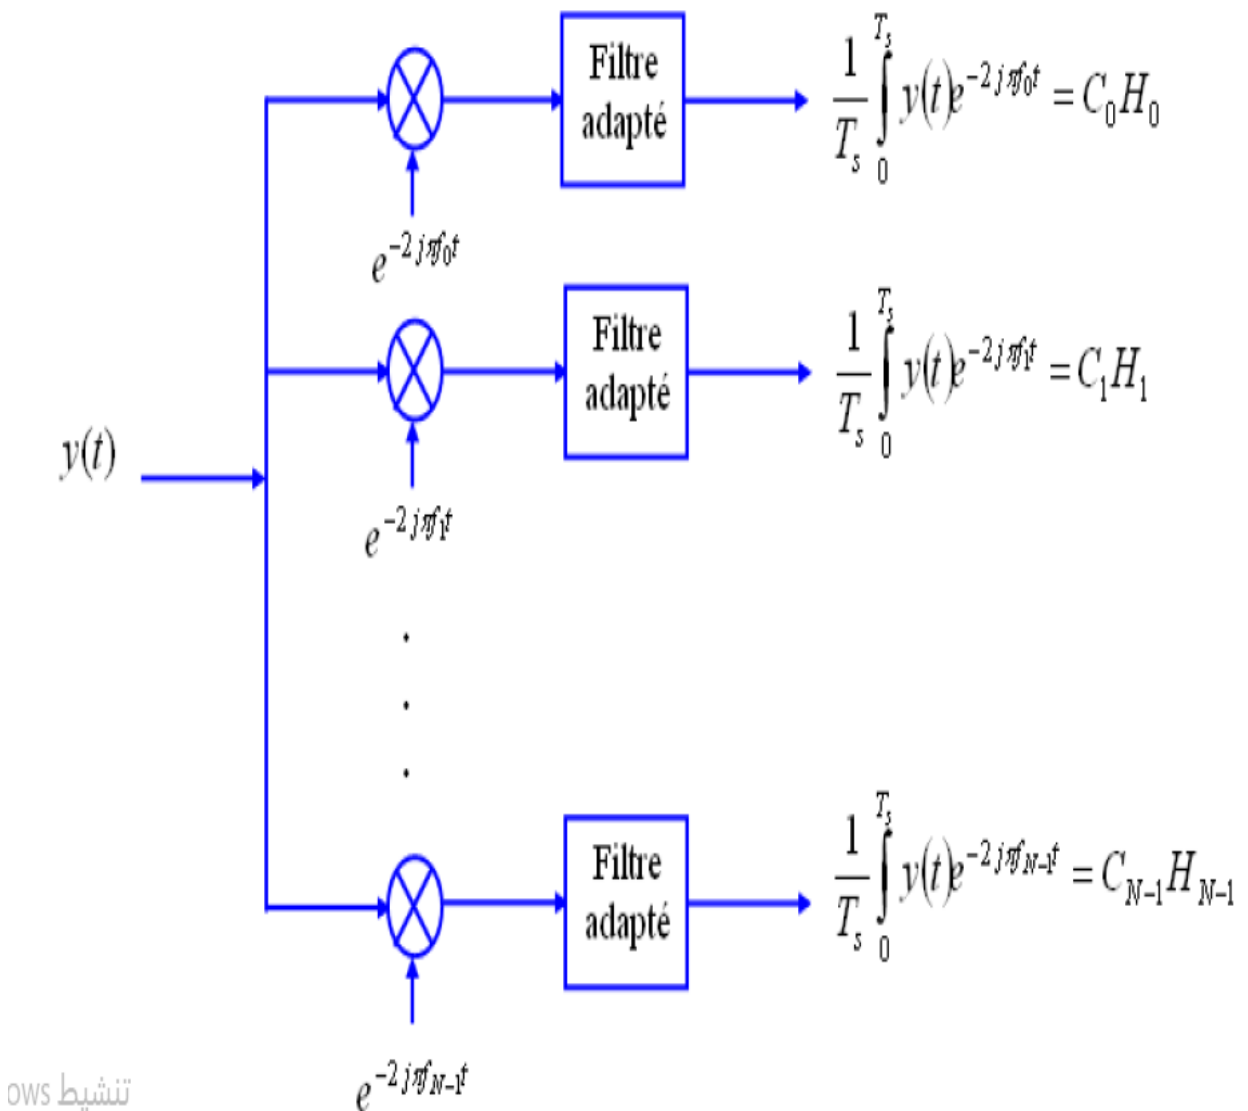 Filtre
adapté
1/T_s ∫_0^{T_s} y(t)e^{-2jπf_0t} = C_0H_0
e^{-2jπf_0t}
Filtre
adapté
1/T_s ∫_0^{T_s} y(t)e^{-2jπf_1t} = C_1H_1
y(t)
e^{-2jπf_1t}
.
.
.
Filtre
adapté
1/T_s ∫_0^{T_s} y(t)e^{-2jπf_{N-1}t} = C_{N-1}H_{N-1}
e^{-2jπf_{N-1}t}
تنشيط ows